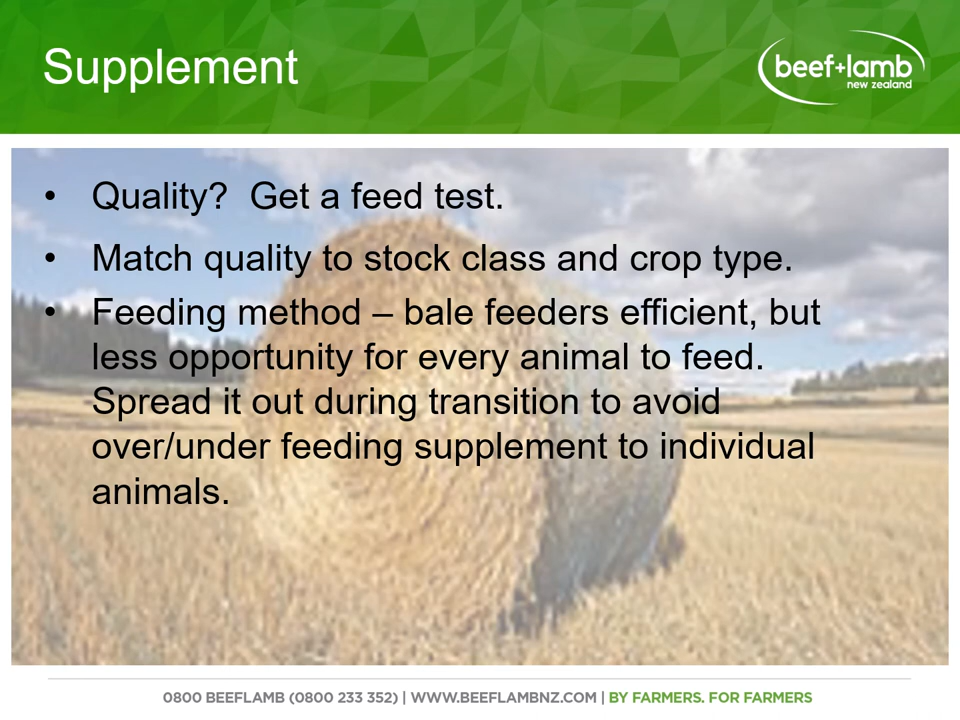 Supplement
beef+lamb
new zealand
• Quality?  Get a feed test.
• Match quality to stock class and crop type.
• Feeding method – bale feeders efficient, but
less opportunity for every animal to feed.
Spread it out during transition to avoid
over/under feeding supplement to individual
animals.
0800 BEEFLAMB (0800 233 352) | WWW.BEEFLAMBNZ.COM | BY FARMERS. FOR FARMERS